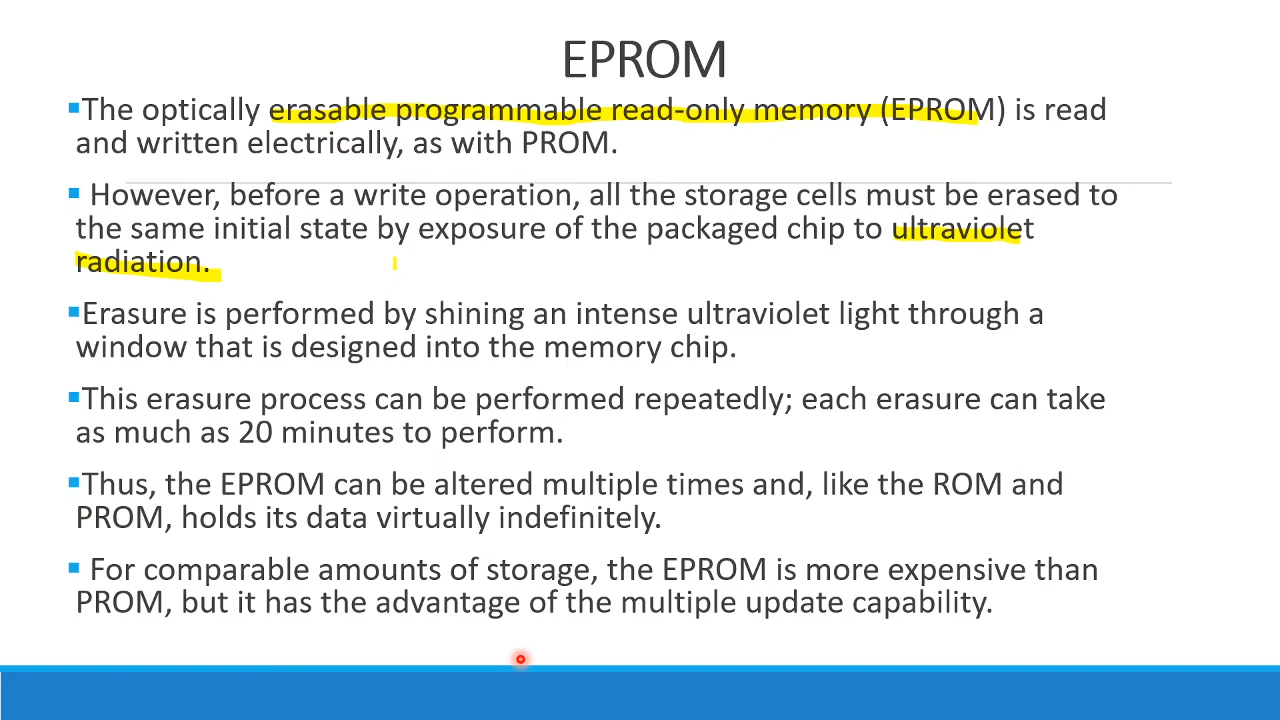 EPROM
▪The optically erasable programmable read-only memory (EPROM) is read
and written electrically, as with PROM.
▪ However, before a write operation, all the storage cells must be erased to
the same initial state by exposure of the packaged chip to ultraviolet
radiation.
▪Erasure is performed by shining an intense ultraviolet light through a
window that is designed into the memory chip.
▪This erasure process can be performed repeatedly; each erasure can take
as much as 20 minutes to perform.
▪Thus, the EPROM can be altered multiple times and, like the ROM and
PROM, holds its data virtually indefinitely.
▪ For comparable amounts of storage, the EPROM is more expensive than
PROM, but it has the advantage of the multiple update capability.